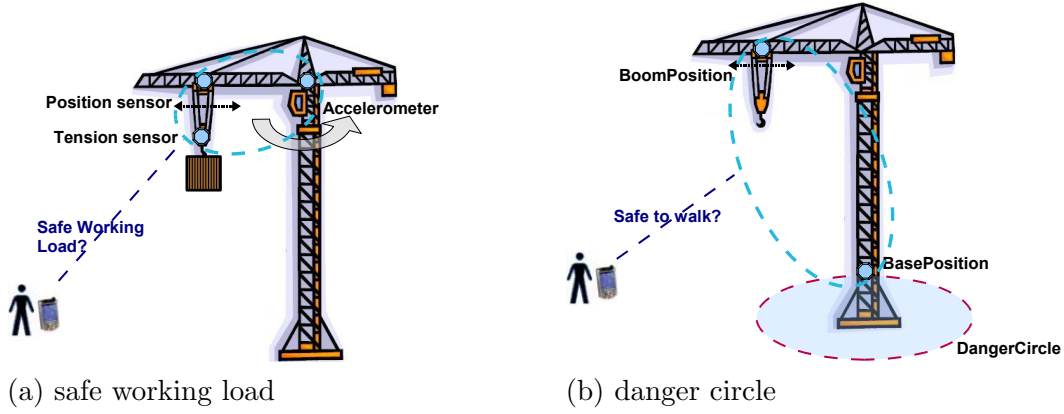 Position sensor
Accelerometer
Tension sensor
Safe Working
Load?
(a) safe working load
BoomPosition
Safe to walk?
BasePosition
DangerCircle
(b) danger circle